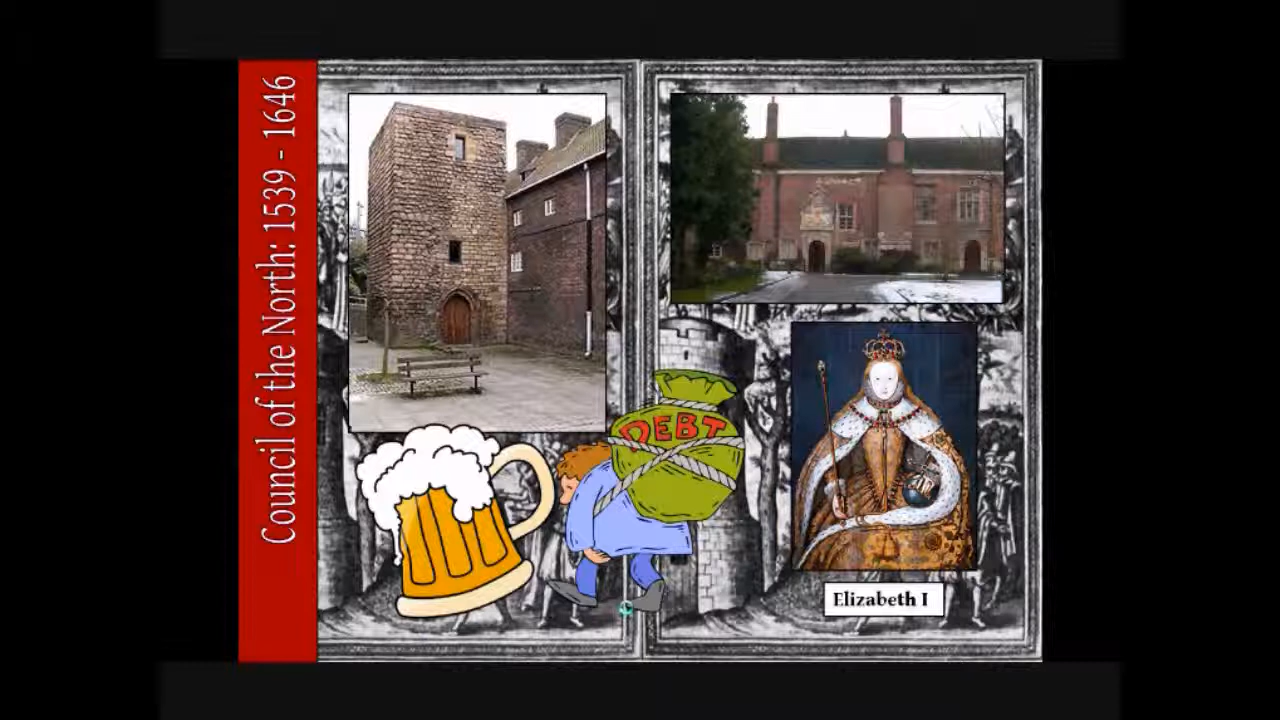 Council of the North: 1539 - 1646
DEBT
Elizabeth I